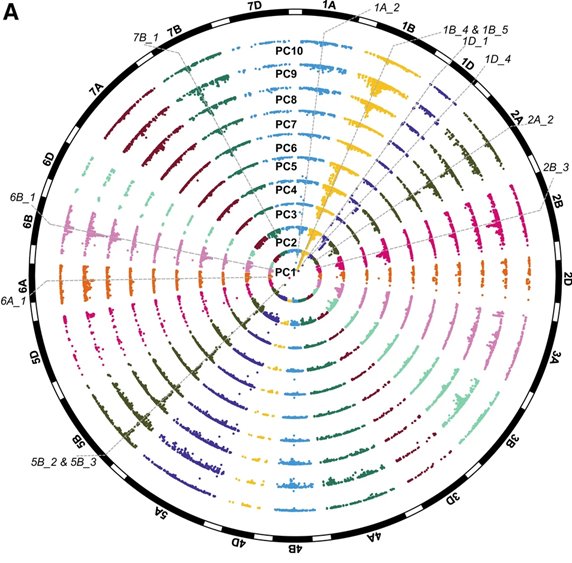 A
7D
1A
1A_2
7B
7B_1
1B
1B_4 & 1B_5
1D_1
1D
1D_4
PC10
PC9
7A
PC8
2A
2A_2
PC7
6D
PC6
PC5
2B_3
PC4
6B_1
2B
PC3
6B
PC2
PC1
2D
6A
6A_1
5D
3A
5B
3B
5B_2 & 5B_3
5A
3D
4D
4A
4B